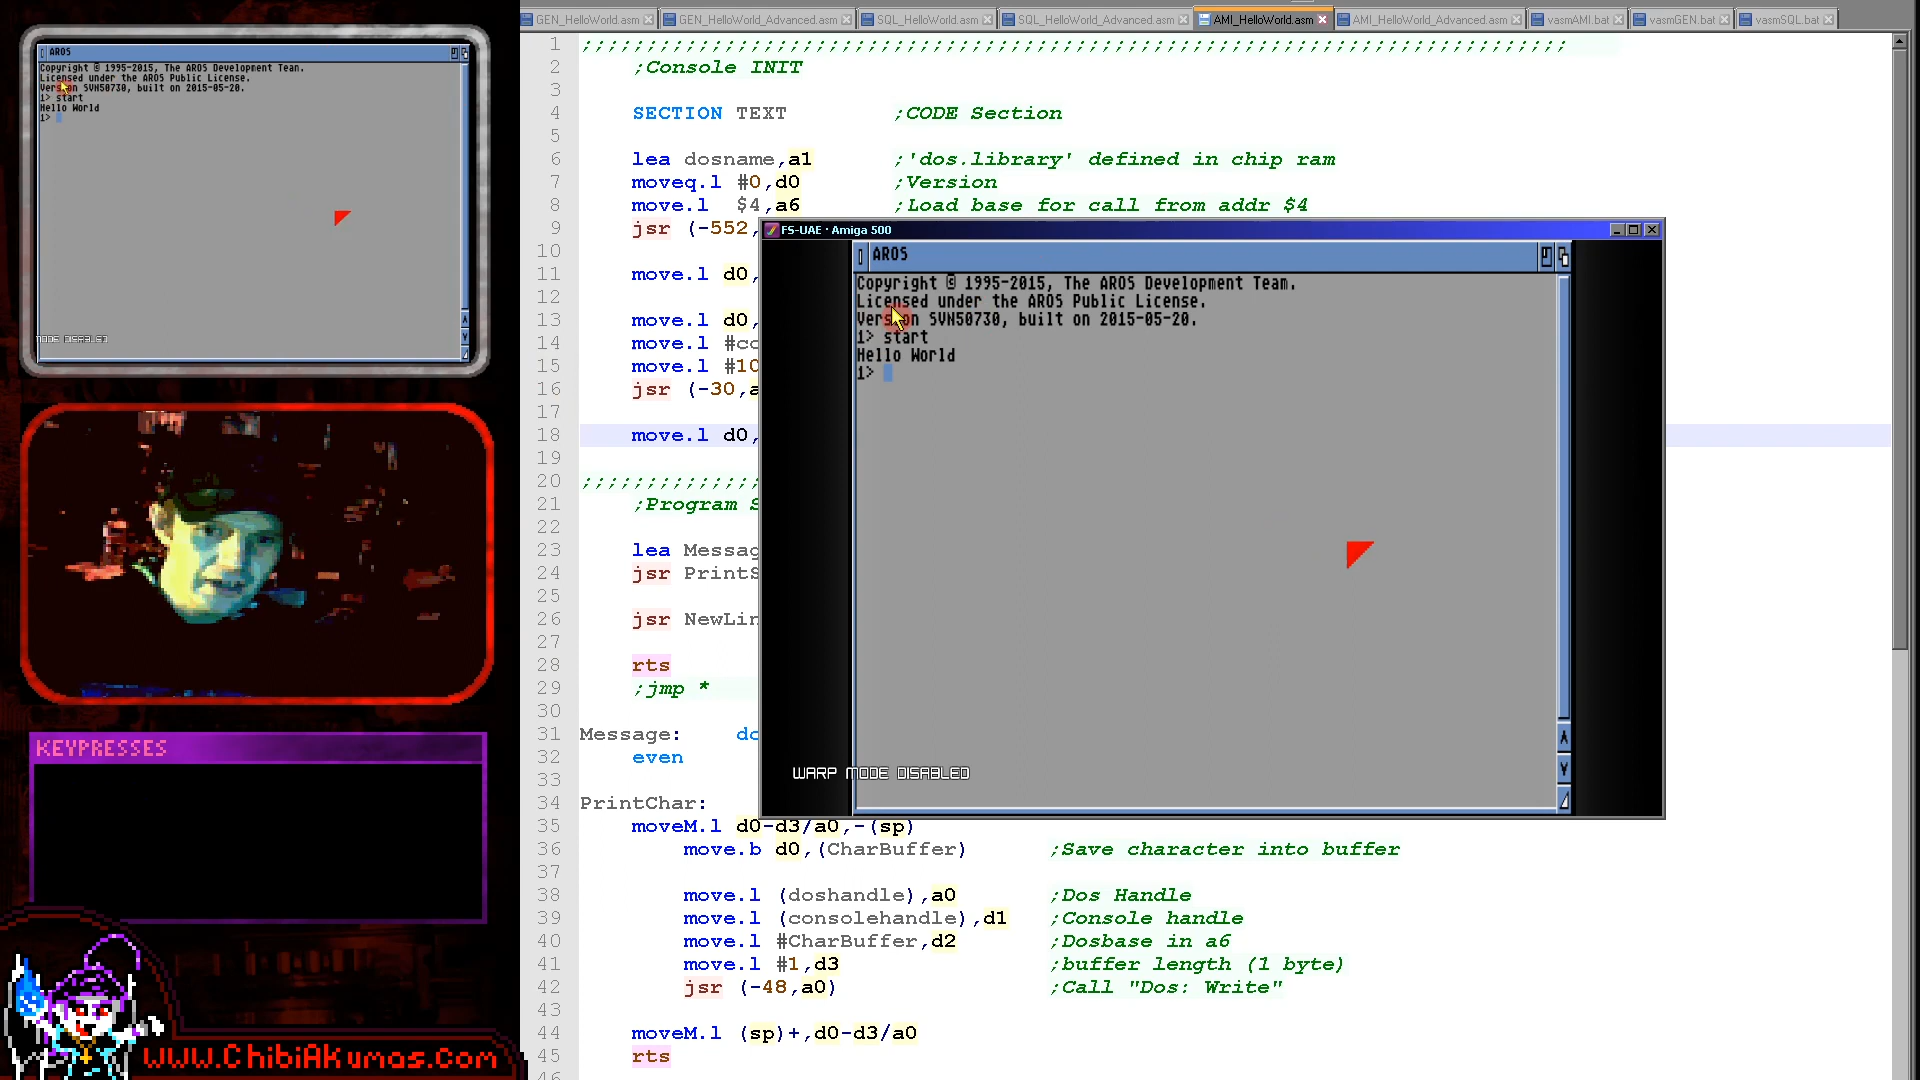 AROS
Copyright © 1995-2015, The AROS Development Team.
Licensed under the AROS Public License.
on SVN50730, built on 2015-05-20.
1> start
Hello World
1>
MODE DISABLED
KEYPRESSES
www.ChibiAkumas.com
GEN_HelloWorld.asm GEN_HelloWorld_Advanced.asm SQL_HelloWorld.asm SQL_HelloWorld_Advanced.asm AMI_HelloWorld.asm AMI_HelloWorld_Advanced.asm vasmAMI.bat vasmGEN.bat vasmSQL.bat
1 ;;;;;;;;;;;;;;;;;;;;;;;;;;;;;;;;;;;;;;;;;;;;;;;;;;;;;;;;;;;;;;;;;;;;;;;;;;;
2 ;Console INIT
3
4 SECTION TEXT ;CODE Section
5
6 lea dosname,a1 ;'dos.library' defined in chip ram
7 moveq.l #0,d0 ;Version
8 move.l $4,a6 ;Load base for call from addr $4
9 jsr (-552,
10
11 move.l d0,
12
13 move.l d0,
14 move.l #co
15 move.l #10
16 jsr (-30,a
17
18 move.l d0,
19
20 ;;;;;;;;;;;;;;
21 ;Program S
22
23 lea Messag
24 jsr PrintS
25
26 jsr NewLin
27
28 rts
29 ;jmp *
30
31 Message: dc
32 even
33
34 PrintChar:
35 moveM.l d0-d3/a0,-(sp)
36 move.b d0,(CharBuffer) ;Save character into buffer
37
38 move.l (doshandle),a0 ;Dos Handle
39 move.l (consolehandle),d1 ;Console handle
40 move.l #CharBuffer,d2 ;Dosbase in a6
41 move.l #1,d3 ;buffer length (1 byte)
42 jsr (-48,a0) ;Call "Dos: Write"
43
44 moveM.l (sp)+,d0-d3/a0
45 rts
46
FS-UAE · Amiga 500
AROS
Copyright © 1995-2015, The AROS Development Team.
Licensed under the AROS Public License.
Version SVN50730, built on 2015-05-20.
1> start
Hello World
1>
WARP MODE DISABLED